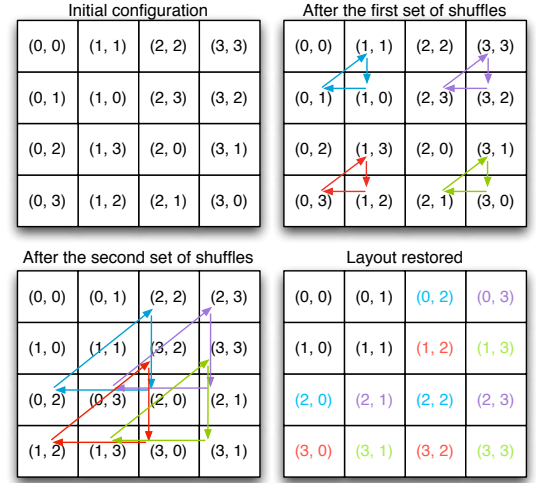 Initial configuration
(0, 0) (1, 1) (2, 2) (3, 3)
(0, 1) (1, 0) (2, 3) (3, 2)
(0, 2) (1, 3) (2, 0) (3, 1)
(0, 3) (1, 2) (2, 1) (3, 0)
After the first set of shuffles
(0, 0) (1, 1) (2, 2) (3, 3)
(0, 1) (1, 0) (2, 3) (3, 2)
(0, 2) (1, 3) (2, 0) (3, 1)
(0, 3) (1, 2) (2, 1) (3, 0)
After the second set of shuffles
(0, 0) (0, 1) (2, 2) (2, 3)
(1, 0) (1, 1) (3, 2) (3, 3)
(0, 2) (0, 3) (2, 0) (2, 1)
(1, 2) (1, 3) (3, 0) (3, 1)
Layout restored
(0, 0) (0, 1) (0, 2) (0, 3)
(1, 0) (1, 1) (1, 2) (1, 3)
(2, 0) (2, 1) (2, 2) (2, 3)
(3, 0) (3, 1) (3, 2) (3, 3)